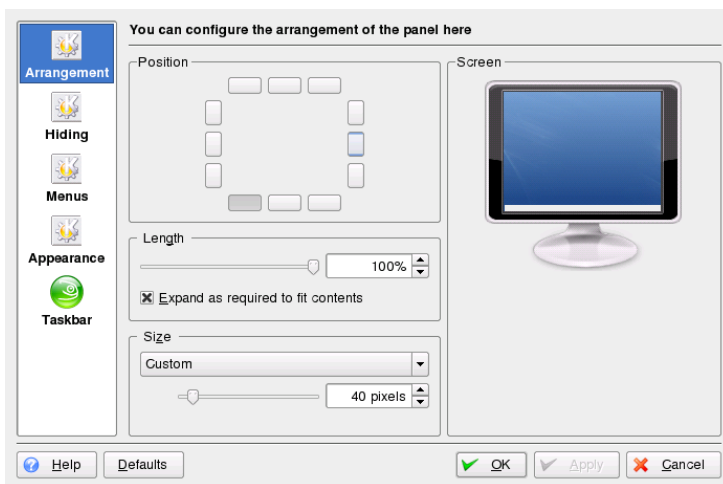 You can configure the arrangement of the panel here
Arrangement
Hiding
Menus
Appearance
Taskbar
Position
Screen
Length
100%
Expand as required to fit contents
Size
Custom
40 pixels
Help
Defaults
OK
Apply
Cancel